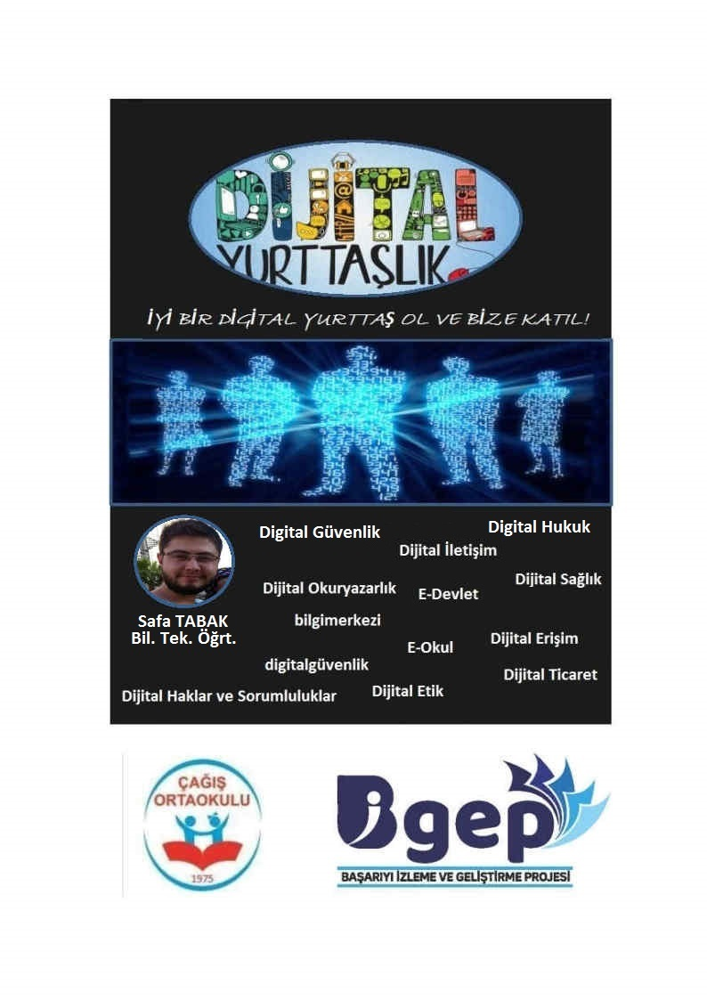 DİJİTAL
YURTTAŞLIK
İYİ BİR DİGİTAL YURTTAŞ OL VE BİZE KATIL!
Digital Güvenlik
Digital Hukuk
Dijital İletişim
Dijital Okuryazarlık
E-Devlet
Dijital Sağlık
Safa TABAK
Bil. Tek. Öğrt.
bilgimerkezi
E-Okul
Dijital Erişim
digitalgüvenlik
Dijital Ticaret
Dijital Haklar ve Sorumluluklar
Dijital Etik
ÇAĞIŞ
ORTAOKULU
1975
Bigep
BAŞARIYI İZLEME VE GELİŞTİRME PROJESİ